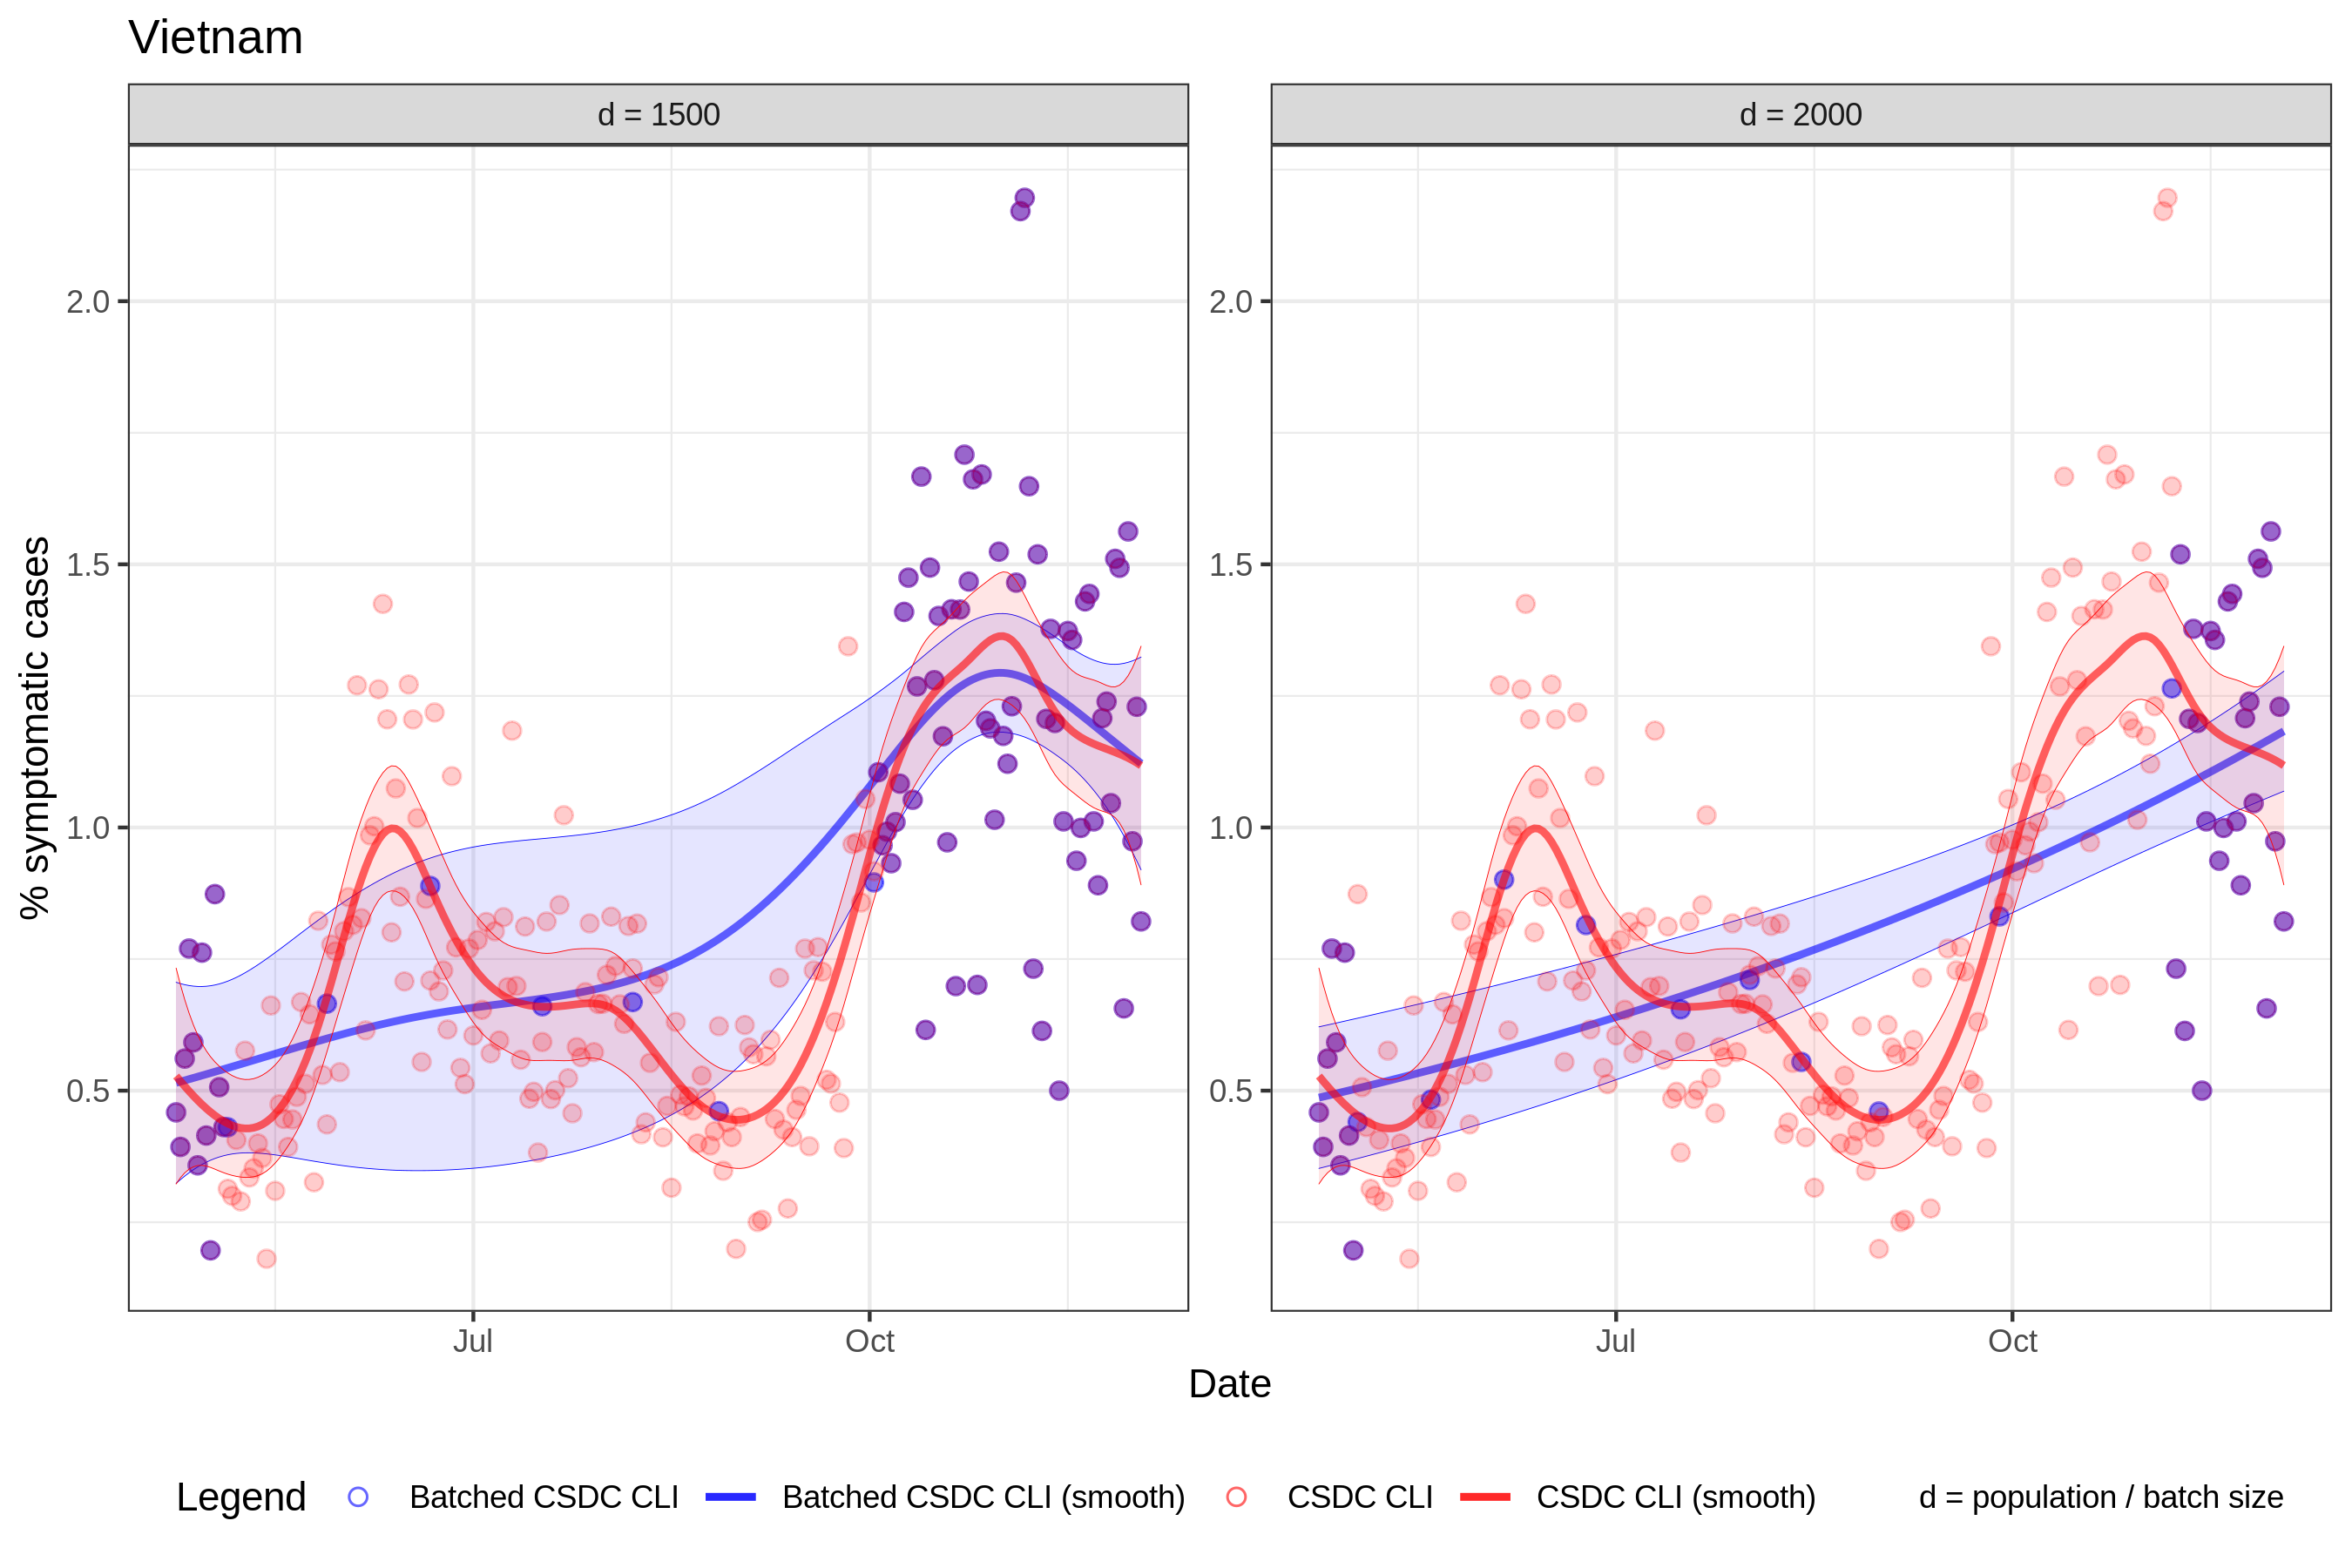 Vietnam
d = 1500
d = 2000
% symptomatic cases
2.0
1.5
1.0
0.5
2.0
1.5
1.0
0.5
Jul
Oct
Jul
Oct
Date
Legend
Batched CSDC CLI
Batched CSDC CLI (smooth)
CSDC CLI
CSDC CLI (smooth)
d = population / batch size